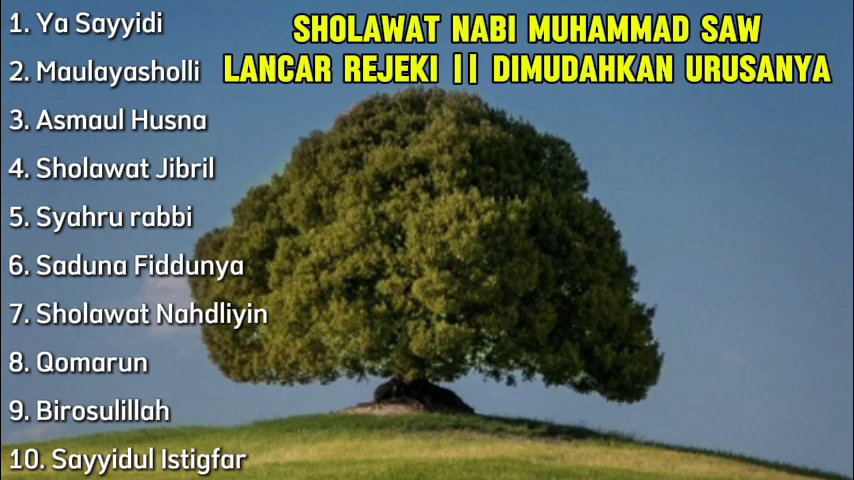 SHOLAWAT NABI MUHAMMAD SAW
LANCAR REJEKI || DIMUDAHKAN URUSANYA
1. Ya Sayyidi
2. Maulayasholli
3. Asmaul Husna
4. Sholawat Jibril
5. Syahru rabbi
6. Saduna Fiddunya
7. Sholawat Nahdliyin
8. Qomarun
9. Birosulillah
10. Sayyidul Istigfar